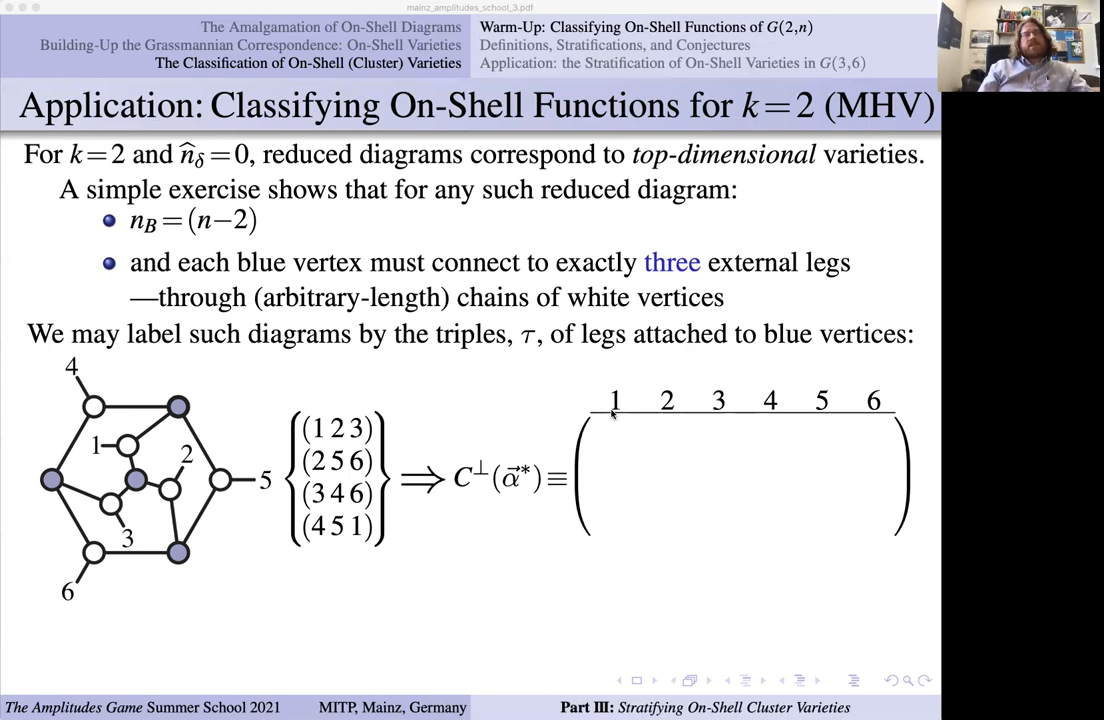 mainz_amplitudes_school_3.pdf
The Amalgamation of On-Shell Diagrams
Building-Up the Grassmannian Correspondence: On-Shell Varieties
The Classification of On-Shell (Cluster) Varieties
Warm-Up: Classifying On-Shell Functions of G(2,n)
Definitions, Stratifications, and Conjectures
Application: the Stratification of On-Shell Varieties in G(3,6)
Application: Classifying On-Shell Functions for k=2 (MHV)
For k=2 and n̂_δ=0, reduced diagrams correspond to top-dimensional varieties.
A simple exercise shows that for any such reduced diagram:
• n_B=(n−2)
• and each blue vertex must connect to exactly three external legs
—through (arbitrary-length) chains of white vertices
We may label such diagrams by the triples, τ, of legs attached to blue vertices:
4
1
2
5
3
6
(1 2 3)
(2 5 6)
(3 4 6)
(4 5 1)
⟹ C^⊥(α⃗*)≡
1 2 3 4 5 6
The Amplitudes Game Summer School 2021 MITP, Mainz, Germany Part III: Stratifying On-Shell Cluster Varieties